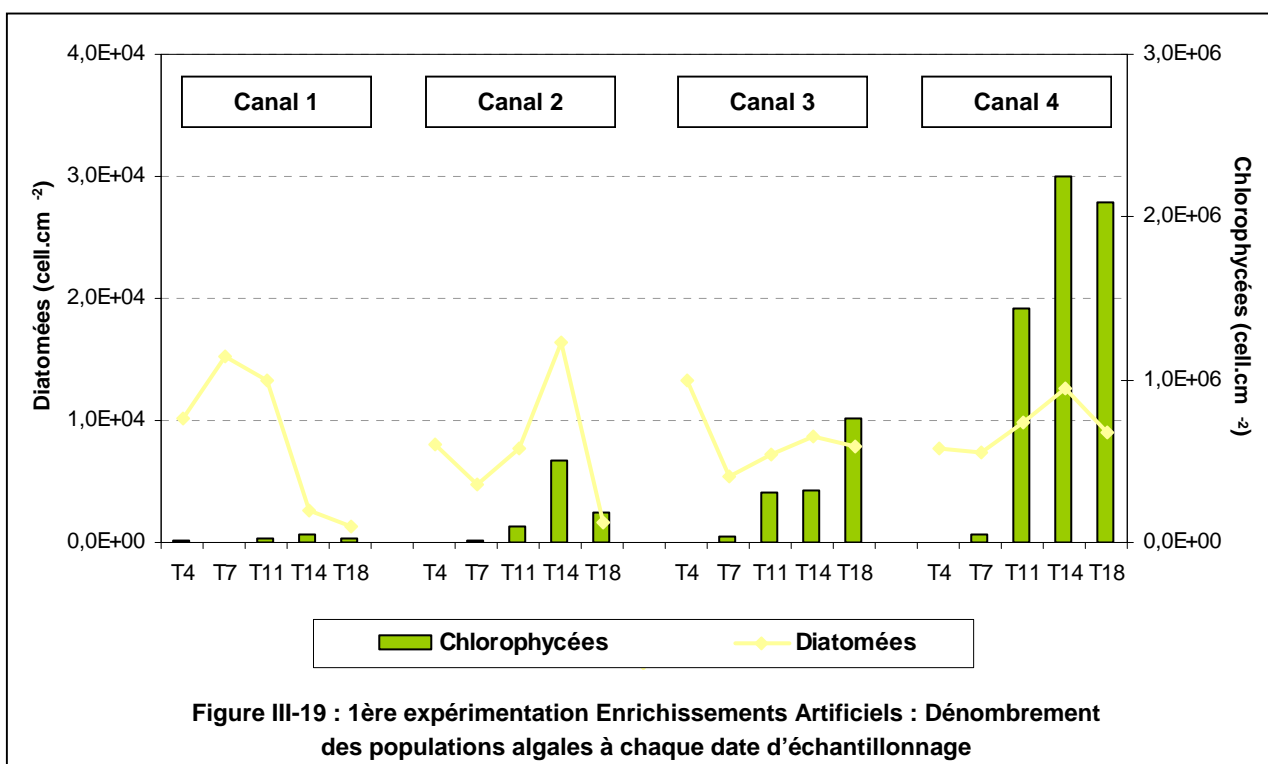 4,0E+04
3,0E+04
2,0E+04
1,0E+04
0,0E+00
Diatomées (cell.cm -2)
3,0E+06
2,0E+06
1,0E+06
0,0E+00
Chlorophycées (cell.cm -2)
Canal 1 Canal 2 Canal 3 Canal 4
T4 T7 T11 T14 T18 T4 T7 T11 T14 T18 T4 T7 T11 T14 T18 T4 T7 T11 T14 T18
Chlorophycées Diatomées
Figure III-19 : 1ère expérimentation Enrichissements Artificiels : Dénombrement
des populations algales à chaque date d’échantillonnage